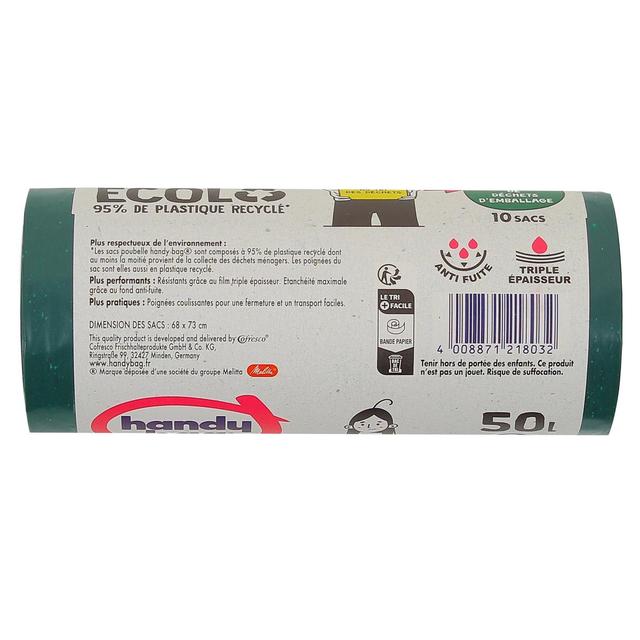 ECOLO
95% DE PLASTIQUE RECYCLÉ*
DES DÉCHETS
DÉCHETS
D'EMBALLAGE
10 SACS
Plus respectueux de l'environnement :
*Les sacs poubelle handy-bag® sont composés à 95% de plastique recyclé dont
au moins la moitié provient de la collecte des déchets ménagers. Les poignées du
sac sont elles aussi en plastique recyclé.
Plus performants : Résistants grâce au film,triple épaisseur. Etanchéité maximale
grâce au fond anti-fuite.
Plus pratiques : Poignées coulissantes pour une fermeture et un transport faciles.
DIMENSION DES SACS : 68 x 73 cm
This quality product is developed and delivered by Cofresco®
Cofresco Frischhalteprodukte GmbH & Co. KG,
Ringstraße 99, 32427 Minden, Germany
www.handybag.fr
® Marque déposée d'une société du groupe Melitta
Melitta
LE TRI
+ FACILE
BANDE PAPIER
BAC
DE
TRI
ANTI FUITE
TRIPLE
ÉPAISSEUR
4 008871 218032
Tenir hors de portée des enfants. Ce produit
n'est pas un jouet. Risque de suffocation.
handy
50L